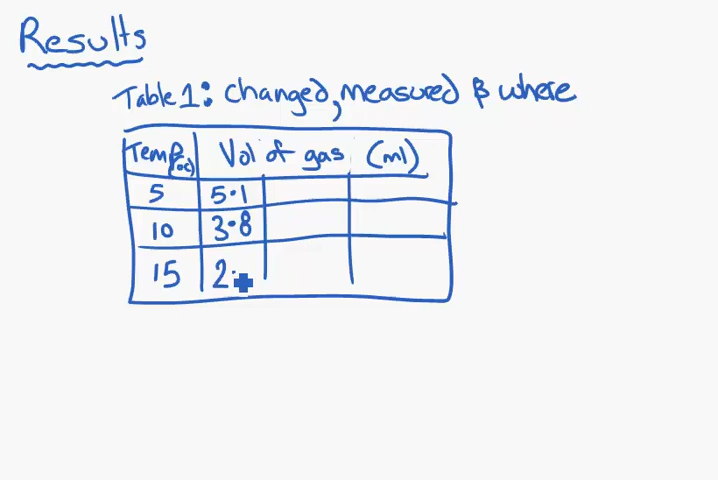 Results
Table 1: changed, measured & where
Temp (°C) Vol of gas (ml)
5 5.1
10 3.8
15 2.